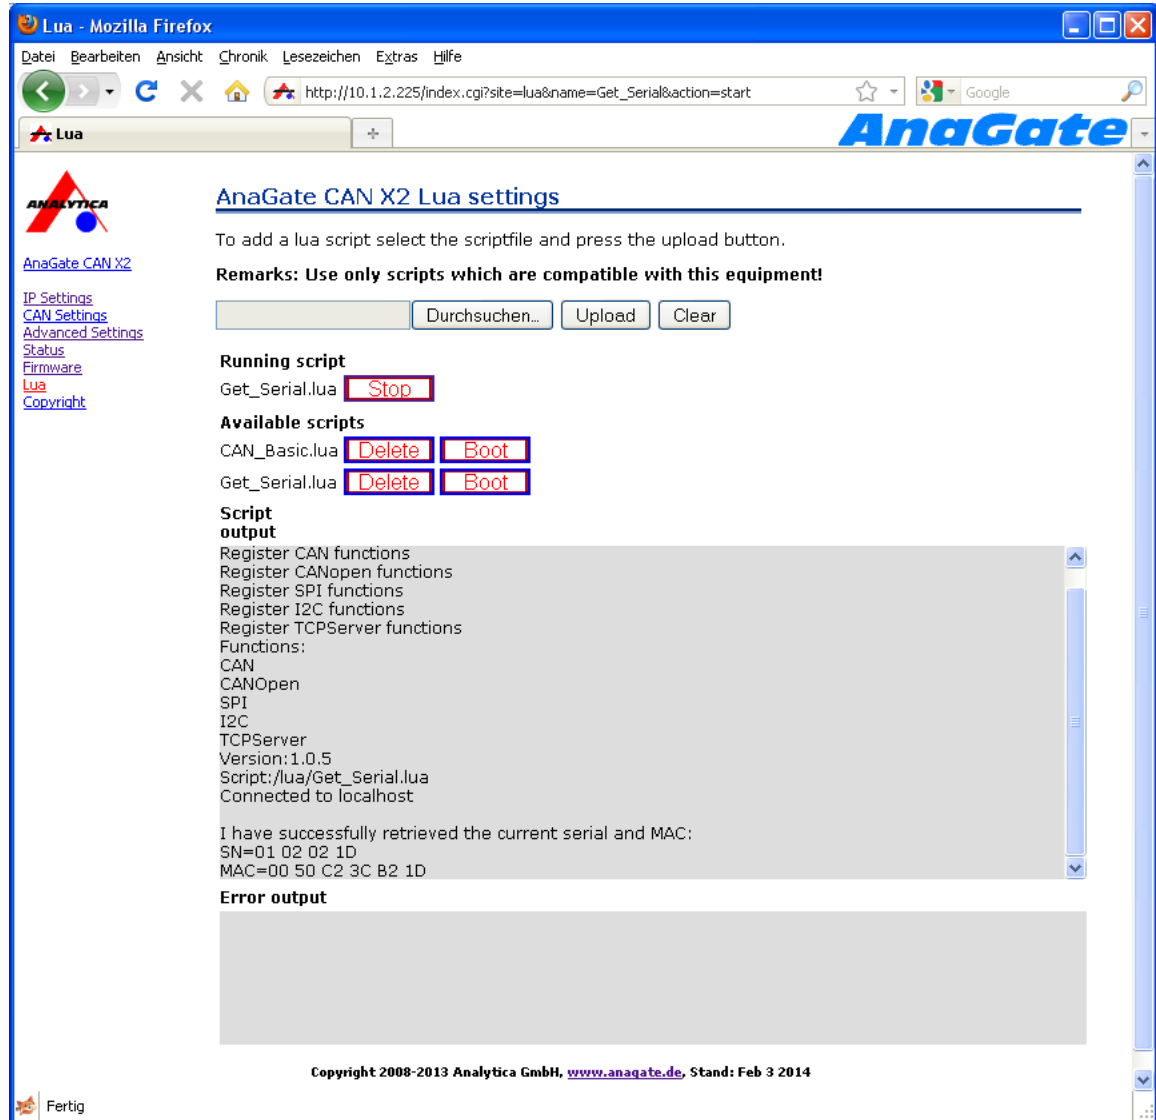 Lua - Mozilla Firefox
Datei Bearbeiten Ansicht Chronik Lesezeichen Extras Hilfe
http://10.1.2.225/index.cgi?site=lua&name=Get_Serial&action=start
Google
Lua
AnaGate
ANALYTICA
AnaGate CAN X2
IP Settings
CAN Settings
Advanced Settings
Status
Firmware
Lua
Copyright
AnaGate CAN X2 Lua settings
To add a lua script select the scriptfile and press the upload button.
Remarks: Use only scripts which are compatible with this equipment!
Durchsuchen... Upload Clear
Running script
Get_Serial.lua Stop
Available scripts
CAN_Basic.lua Delete Boot
Get_Serial.lua Delete Boot
Script
output
Register CAN functions
Register CANopen functions
Register SPI functions
Register I2C functions
Register TCPServer functions
Functions:
CAN
CANOpen
SPI
I2C
TCPServer
Version:1.0.5
Script:/lua/Get_Serial.lua
Connected to localhost
I have successfully retrieved the current serial and MAC:
SN=01 02 02 1D
MAC=00 50 C2 3C B2 1D
Error output
Copyright 2008-2013 Analytica GmbH, www.anagate.de, Stand: Feb 3 2014
Fertig